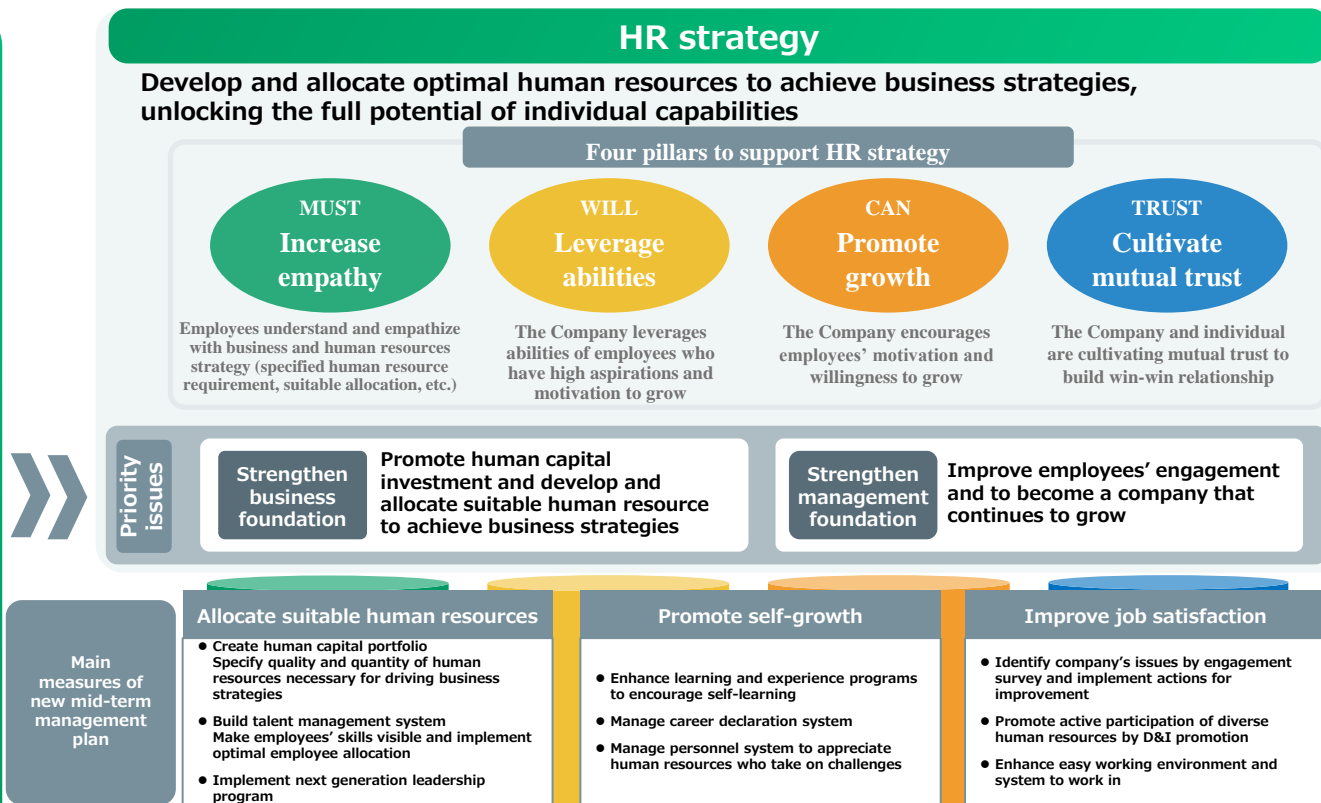 HR strategy
Develop and allocate optimal human resources to achieve business strategies,
unlocking the full potential of individual capabilities
Four pillars to support HR strategy
MUST
Increase
empathy
Employees understand and empathize
with business and human resources
strategy (specified human resource
requirement, suitable allocation, etc.)
WILL
Leverage
abilities
The Company leverages
abilities of employees who
have high aspirations and
motivation to grow
CAN
Promote
growth
The Company encourages
employees’ motivation and
willingness to grow
TRUST
Cultivate
mutual trust
The Company and individual
are cultivating mutual trust to
build win-win relationship
Priority
issues
Strengthen
business
foundation
Promote human capital
investment and develop and
allocate suitable human resource
to achieve business strategies
Strengthen
management
foundation
Improve employees’ engagement
and to become a company that
continues to grow
Main
measures of
new mid-term
management
plan
Allocate suitable human resources
● Create human capital portfolio
Specify quality and quantity of human
resources necessary for driving business
strategies
● Build talent management system
Make employees’ skills visible and implement
optimal employee allocation
● Implement next generation leadership
program
Promote self-growth
● Enhance learning and experience programs
to encourage self-learning
● Manage career declaration system
● Manage personnel system to appreciate
human resources who take on challenges
Improve job satisfaction
● Identify company’s issues by engagement
survey and implement actions for
improvement
● Promote active participation of diverse
human resources by D&I promotion
● Enhance easy working environment and
system to work in